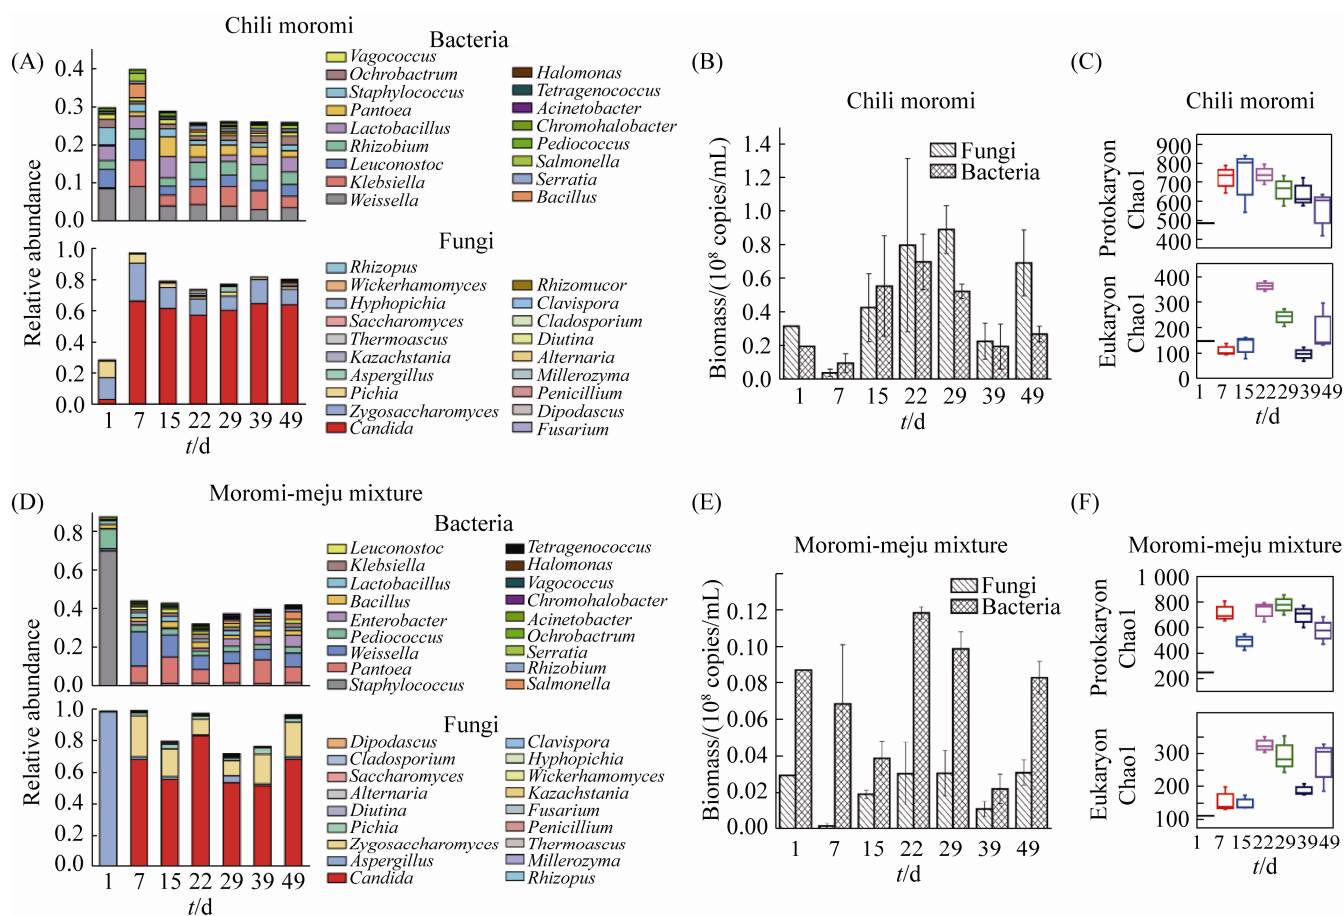 (A)
Chili moromi
Bacteria
Vagococcus
Ochrobactrum
Staphylococcus
Pantoea
Lactobacillus
Rhizobium
Leuconostoc
Klebsiella
Weissella
Halomonas
Tetragenococcus
Acinetobacter
Chromohalobacter
Pediococcus
Salmonella
Serratia
Bacillus
0.4
0.3
0.2
0.1
0.0
Relative abundance
Fungi
Rhizopus
Wickerhamomyces
Hyphopichia
Saccharomyces
Thermoascus
Kazachstania
Aspergillus
Pichia
Zygosaccharomyces
Candida
Rhizomucor
Clavispora
Cladosporium
Diutina
Alternaria
Millerozyma
Penicillium
Dipodascus
Fusarium
1.0
0.8
0.6
0.4
0.2
0.0
1 7 15 22 29 39 49
t/d
(B)
Chili moromi
Fungi
Bacteria
1.4
1.2
1.0
0.8
0.6
0.4
0.2
0.0
Biomass/(10⁸ copies/mL)
1 7 15 22 29 39 49
t/d
(C)
Chili moromi
Protokaryon
Chao1
900
800
700
600
500
400
Eukaryon
Chao1
400
300
200
100
0
1 7 15 22 29 39 49
t/d
(D)
Moromi-meju mixture
Bacteria
Leuconostoc
Klebsiella
Lactobacillus
Bacillus
Enterobacter
Pediococcus
Weissella
Pantoea
Staphylococcus
Tetragenococcus
Halomonas
Vagococcus
Chromohalobacter
Acinetobacter
Ochrobactrum
Serratia
Rhizobium
Salmonella
0.8
0.6
0.4
0.2
0.0
Relative abundance
Fungi
Dipodascus
Cladosporium
Saccharomyces
Alternaria
Diutina
Pichia
Zygosaccharomyces
Aspergillus
Candida
Clavispora
Hyphopichia
Wickerhamomyces
Kazachstania
Fusarium
Penicillium
Thermoascus
Millerozyma
Rhizopus
1.0
0.8
0.6
0.4
0.2
0.0
1 7 15 22 29 39 49
t/d
(E)
Moromi-meju mixture
Fungi
Bacteria
0.12
0.10
0.08
0.06
0.04
0.02
0.00
Biomass/(10⁸ copies/mL)
1 7 15 22 29 39 49
t/d
(F)
Moromi-meju mixture
Protokaryon
Chao1
1 000
800
600
400
200
Eukaryon
Chao1
300
200
100
1 7 15 22 29 39 49
t/d